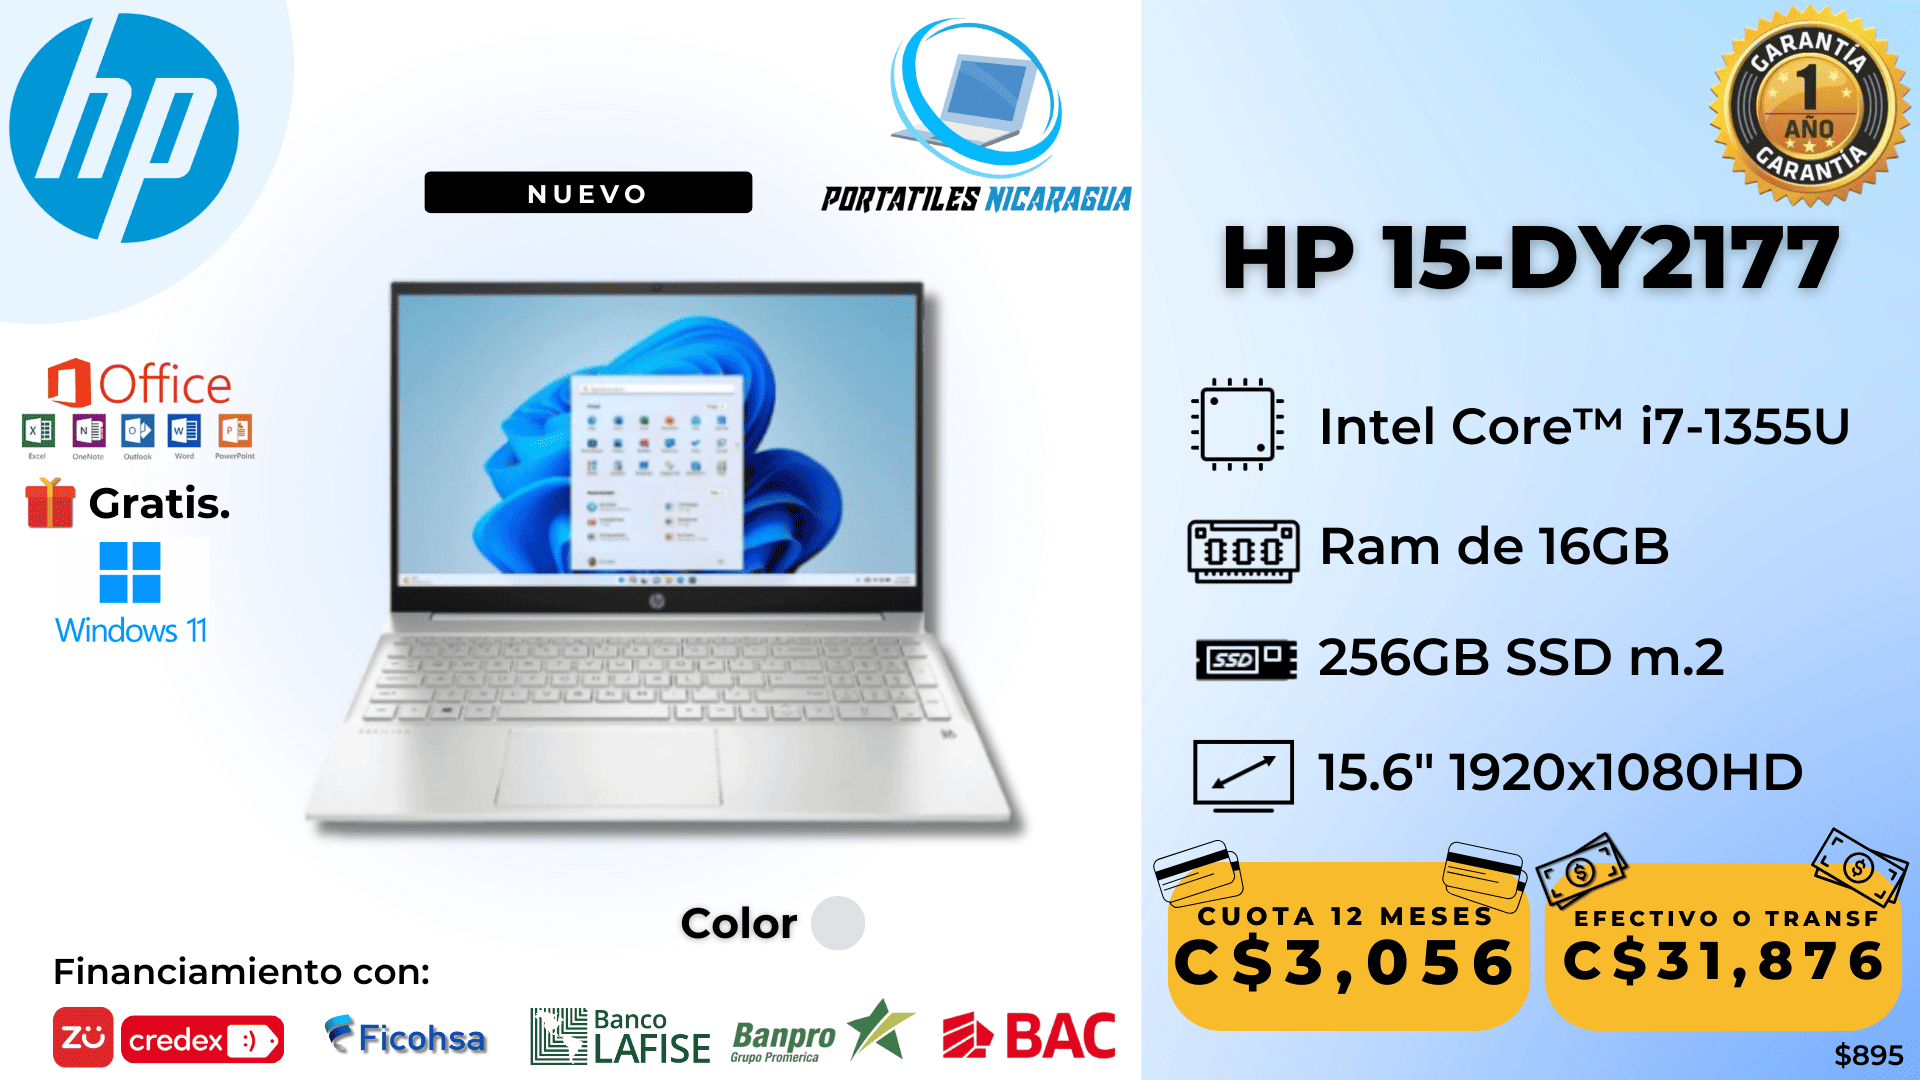 hp
NUEVO
PORTATILES NICARAGUA
GARANTÍA
1
AÑO
GARANTÍA
HP 15-DY2177
Office
Excel
OneNote
Outlook
Word
PowerPoint
Gratis.
Windows 11
Intel Core™ i7-1355U
Ram de 16GB
SSD
256GB SSD m.2
15.6" 1920x1080HD
Color
Financiamiento con:
ZU
credex
Ficohsa
Banco
LAFISE
Banpro
Grupo Promerica
BAC
CUOTA 12 MESES
C$3,056
EFECTIVO O TRANSF
C$31,876
$895